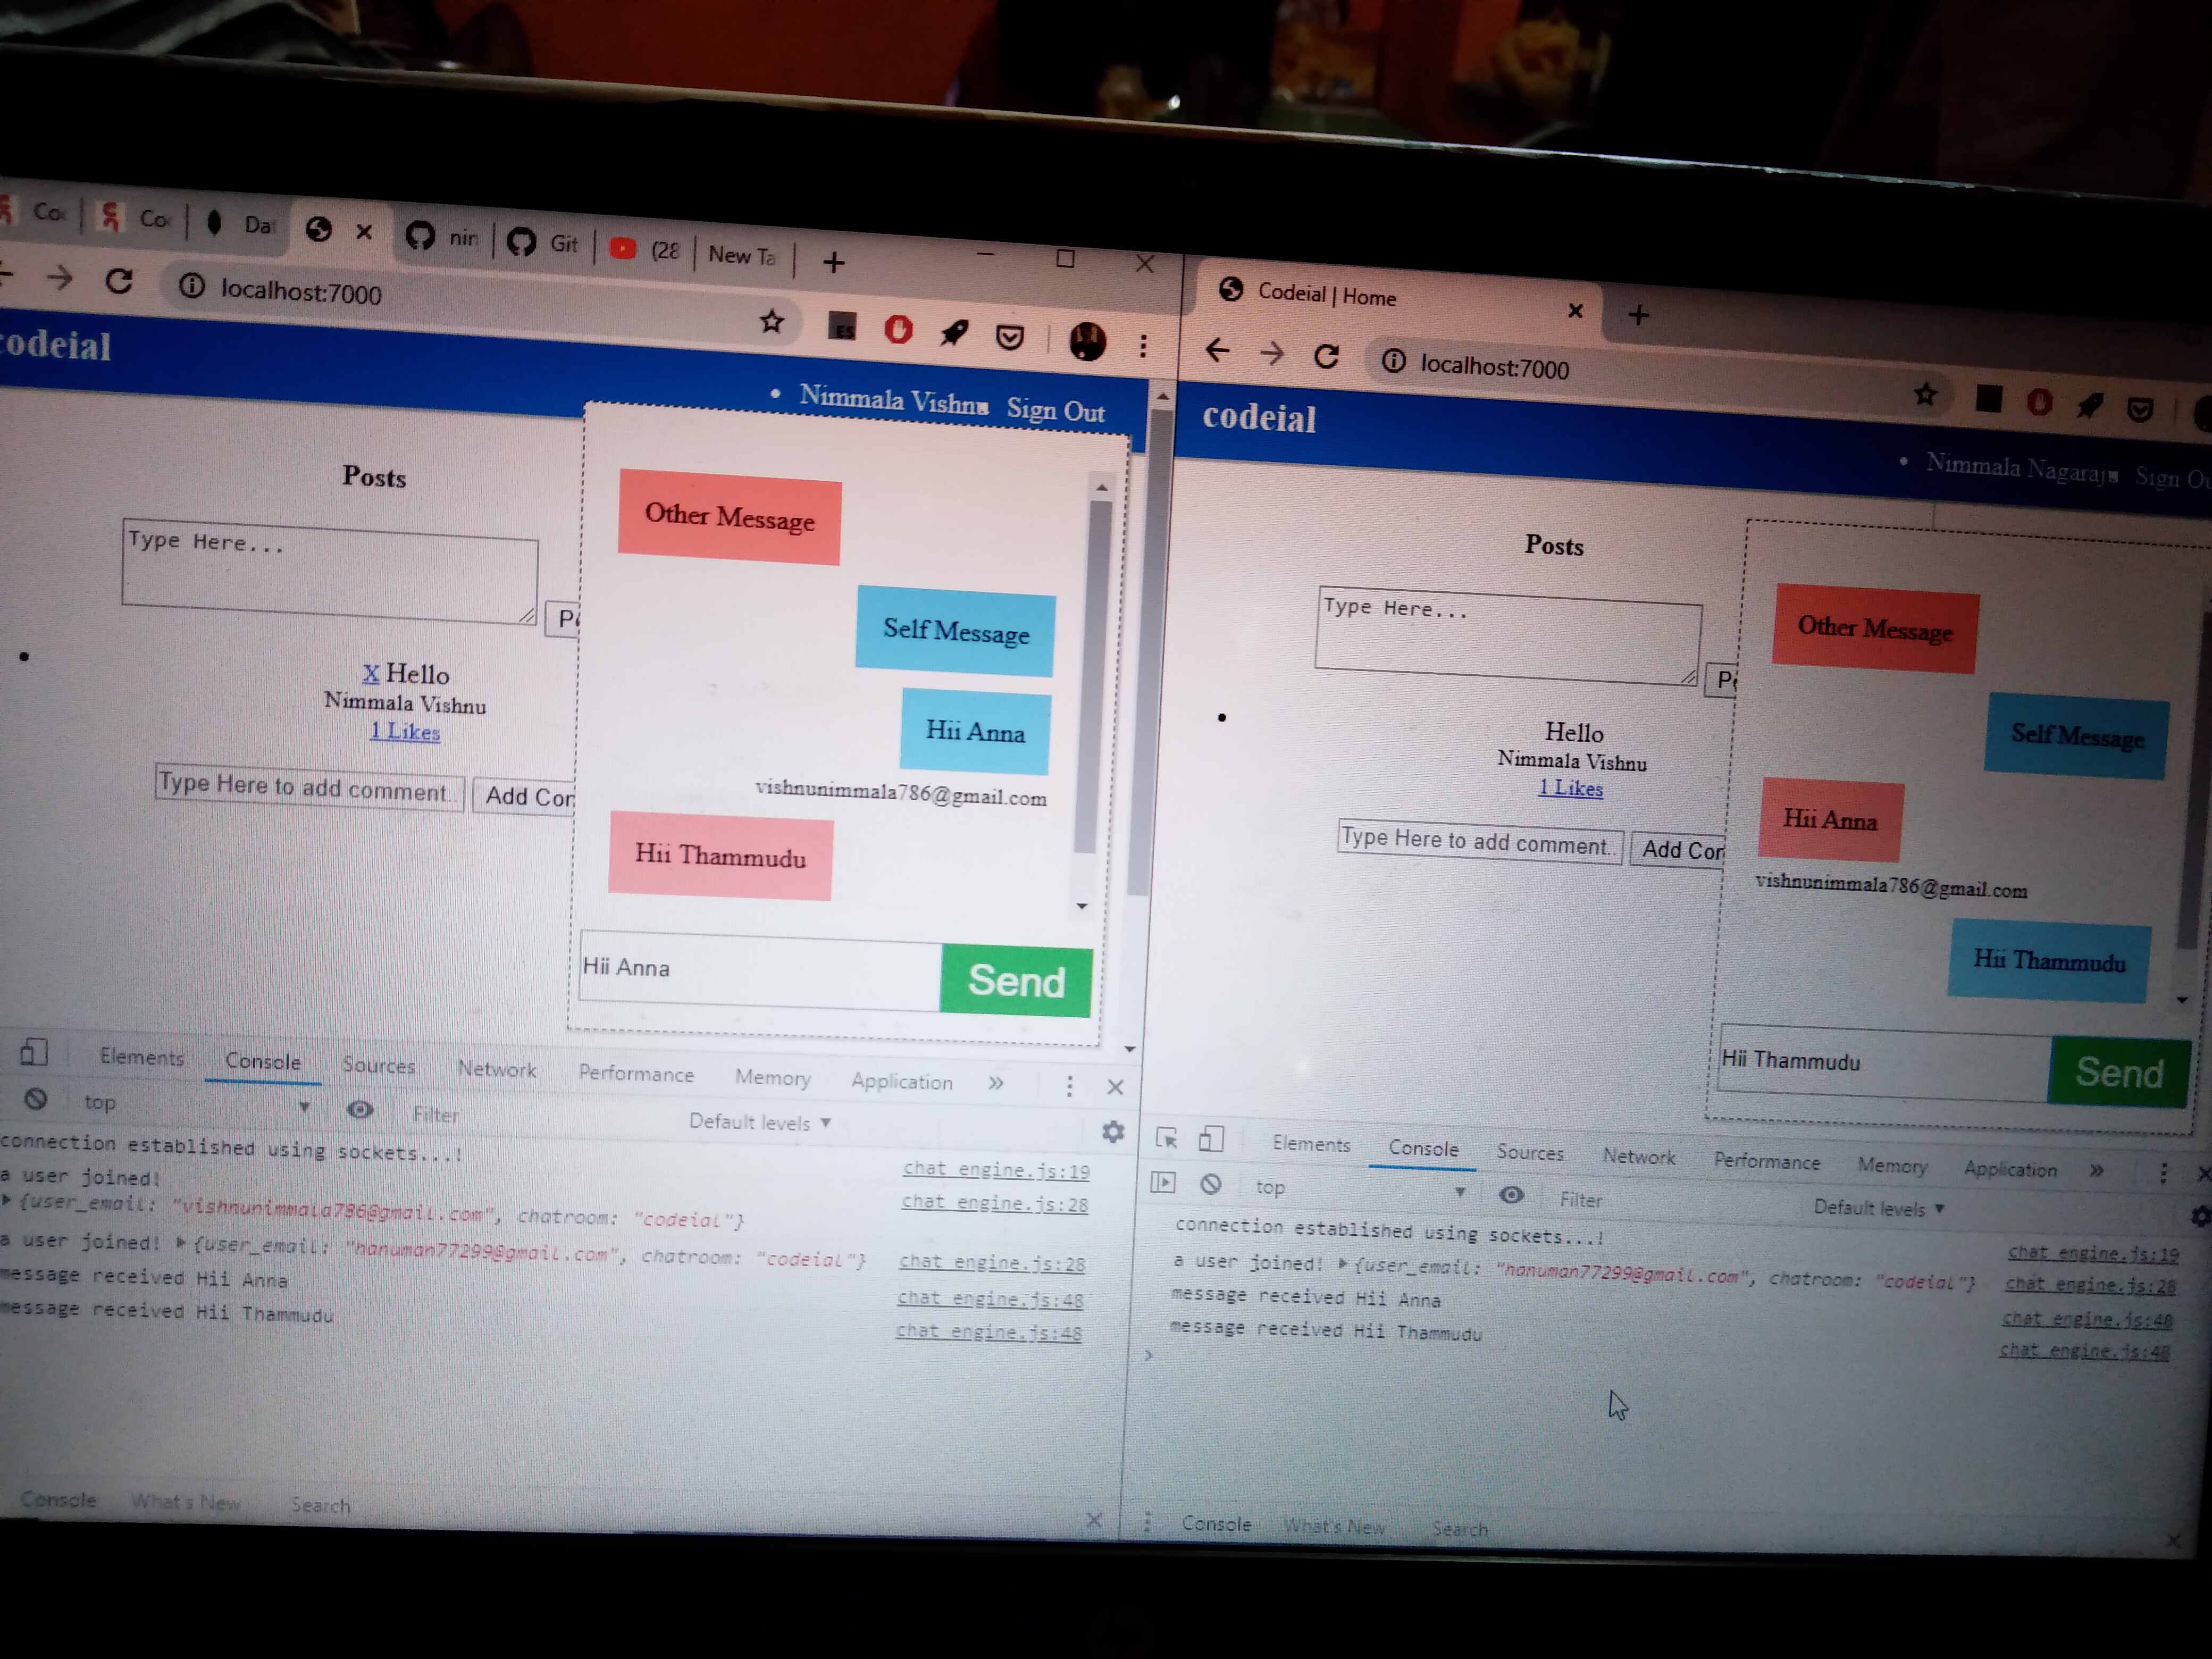 Co
Co
Da
nin
Git
(28
New Ta
localhost:7000
codeial
Nimmala Vishnu
Sign Out
Posts
Type Here...
X Hello
Nimmala Vishnu
1 Likes
Type Here to add comment..
Add Con
Other Message
Self Message
Hii Anna
vishnunimmala786@gmail.com
Hii Thammudu
Hii Anna
Send
Elements Console Sources Network Performance Memory Application »
top
Filter
Default levels ▼
connection established using sockets...!
chat_engine.js:19
a user joined!
chat_engine.js:28
{user_email: "vishnunimmala786@gmail.com", chatroom: "codeial"}
a user joined! {user_email: "hanuman77299@gmail.com", chatroom: "codeial"}
chat_engine.js:28
message received Hii Anna
chat_engine.js:48
message received Hii Thammudu
chat_engine.js:48
Console What's New Search
Codeial | Home
localhost:7000
codeial
Nimmala Nagaraju
Sign Ou
Posts
Type Here...
Hello
Nimmala Vishnu
1 Likes
Type Here to add comment..
Add Con
Other Message
Self Message
Hii Anna
vishnunimmala786@gmail.com
Hii Thammudu
Hii Thammudu
Send
Elements Console Sources Network Performance Memory Application »
top
Filter
Default levels ▼
connection established using sockets...!
chat_engine.js:19
a user joined! {user_email: "hanuman77299@gmail.com", chatroom: "codeial"}
chat_engine.js:28
message received Hii Anna
chat_engine.js:48
message received Hii Thammudu
chat_engine.js:48
Console What's New Search